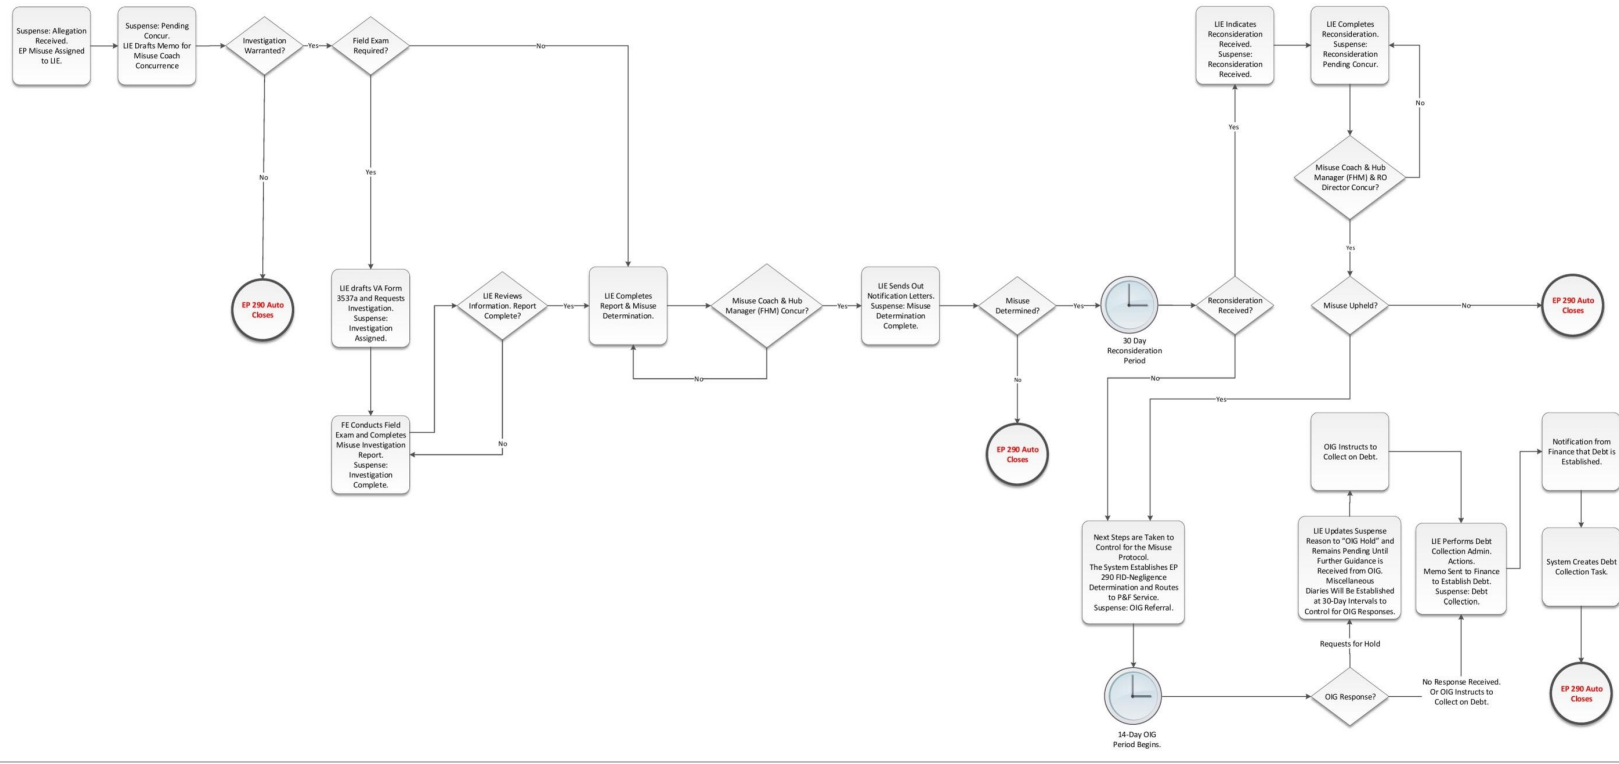 Suspense: Allegation
Received.
EP Misuse Assigned
to LIE.
Suspense: Pending
Concur.
LIE Drafts Memo for
Misuse Coach
Concurrence
Investigation
Warranted?
Yes
Field Exam
Required?
No
No
Yes
EP 290 Auto
Closes
LIE drafts VA Form
3537a and Requests
Investigation.
Suspense:
Investigation
Assigned.
FE Conducts Field
Exam and Completes
Misuse Investigation
Report.
Suspense:
Investigation
Complete.
LIE Reviews
Information. Report
Complete?
No
Yes
LIE Completes
Report & Misuse
Determination.
Misuse Coach & Hub
Manager (FHM) Concur?
No
Yes
LIE Sends Out
Notification Letters.
Suspense: Misuse
Determination
Complete.
Misuse
Determined?
No
EP 290 Auto
Closes
Yes
30 Day
Reconsideration
Period
Reconsideration
Received?
Yes
LIE Indicates
Reconsideration
Received.
Suspense:
Reconsideration
Received.
LIE Completes
Reconsideration.
Suspense:
Reconsideration
Pending Concur.
No
Misuse Coach & Hub
Manager (FHM) & RO
Director Concur?
Yes
Misuse Upheld?
No
EP 290 Auto
Closes
No
Yes
Next Steps are Taken to
Control for the Misuse
Protocol.
The System Establishes EP
290 FID-Negligence
Determination and Routes
to P&F Service.
Suspense: OIG Referral.
14-Day OIG
Period Begins.
OIG Response?
Requests for Hold
LIE Updates Suspense
Reason to “OIG Hold” and
Remains Pending Until
Further Guidance is
Received from OIG.
Miscellaneous
Diaries Will Be Established
at 30-Day Intervals to
Control for OIG Responses.
OIG Instructs to
Collect on Debt.
No Response Received.
Or OIG Instructs to
Collect on Debt.
LIE Performs Debt
Collection Admin.
Actions.
Memo Sent to Finance
to Establish Debt.
Suspense: Debt
Collection.
Notification from
Finance that Debt is
Established.
System Creates Debt
Collection Task.
EP 290 Auto
Closes